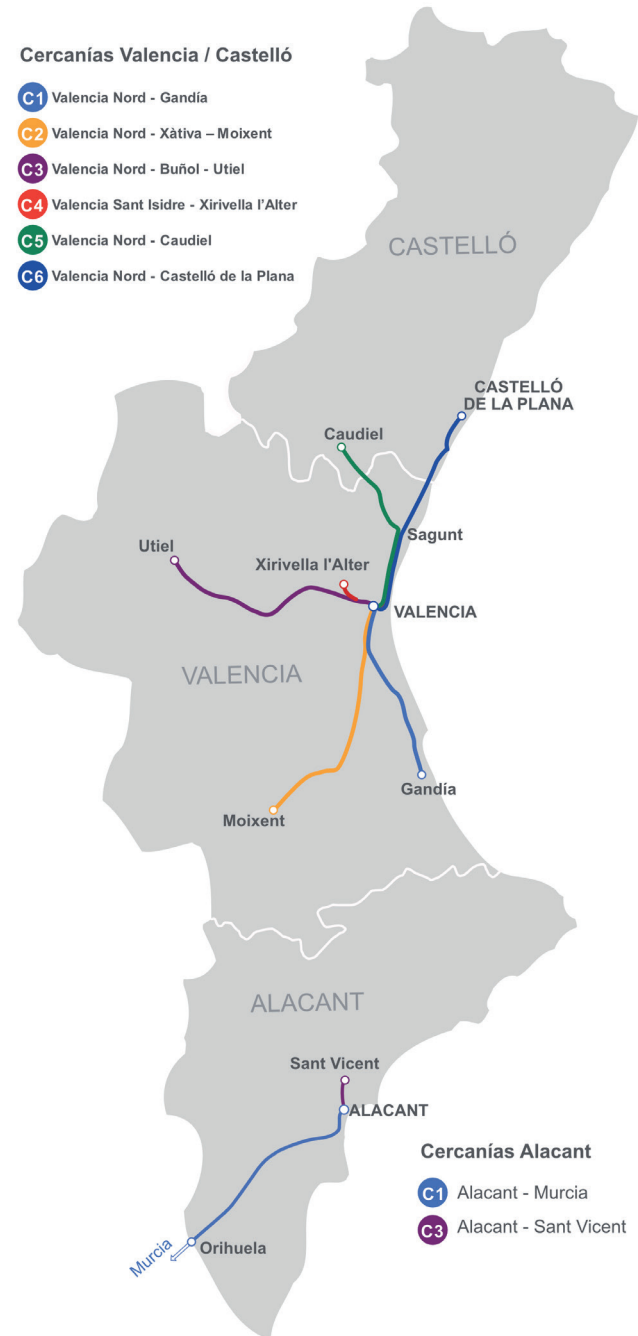 Cercanías Valencia / Castelló
C1 Valencia Nord - Gandía
C2 Valencia Nord - Xàtiva – Moixent
C3 Valencia Nord - Buñol - Utiel
C4 Valencia Sant Isidre - Xirivella l'Alter
C5 Valencia Nord - Caudiel
C6 Valencia Nord - Castelló de la Plana
CASTELLÓ
CASTELLÓ
DE LA PLANA
Caudiel
Sagunt
Utiel
Xirivella l'Alter
VALENCIA
VALENCIA
Gandía
Moixent
ALACANT
Sant Vicent
ALACANT
Cercanías Alacant
C1 Alacant - Murcia
C3 Alacant - Sant Vicent
Orihuela
Murcia